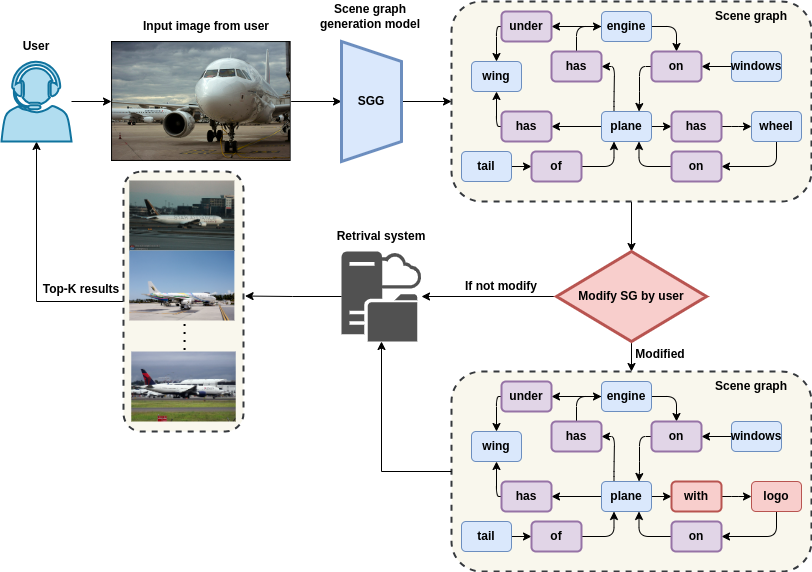 User
Input image from user
Scene graph
generation model
SGG
Scene graph
under
engine
wing
has
on
windows
has
plane
has
wheel
tail
of
on
Top-K results
Retrival system
If not modify
Modify SG by user
Modified
Scene graph
under
engine
wing
has
on
windows
has
plane
with
logo
tail
of
on